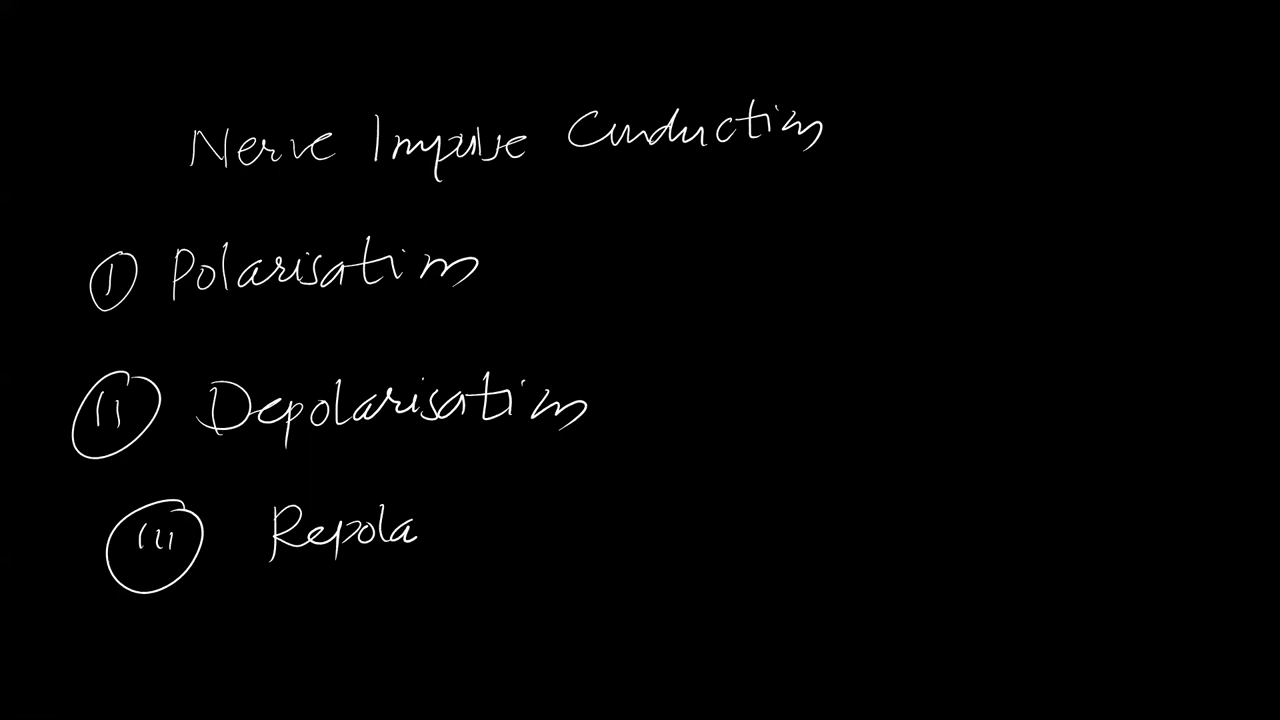 Nerve Impulse Conduction
(i) Polarisation
(ii) Depolarisation
(iii) Repola